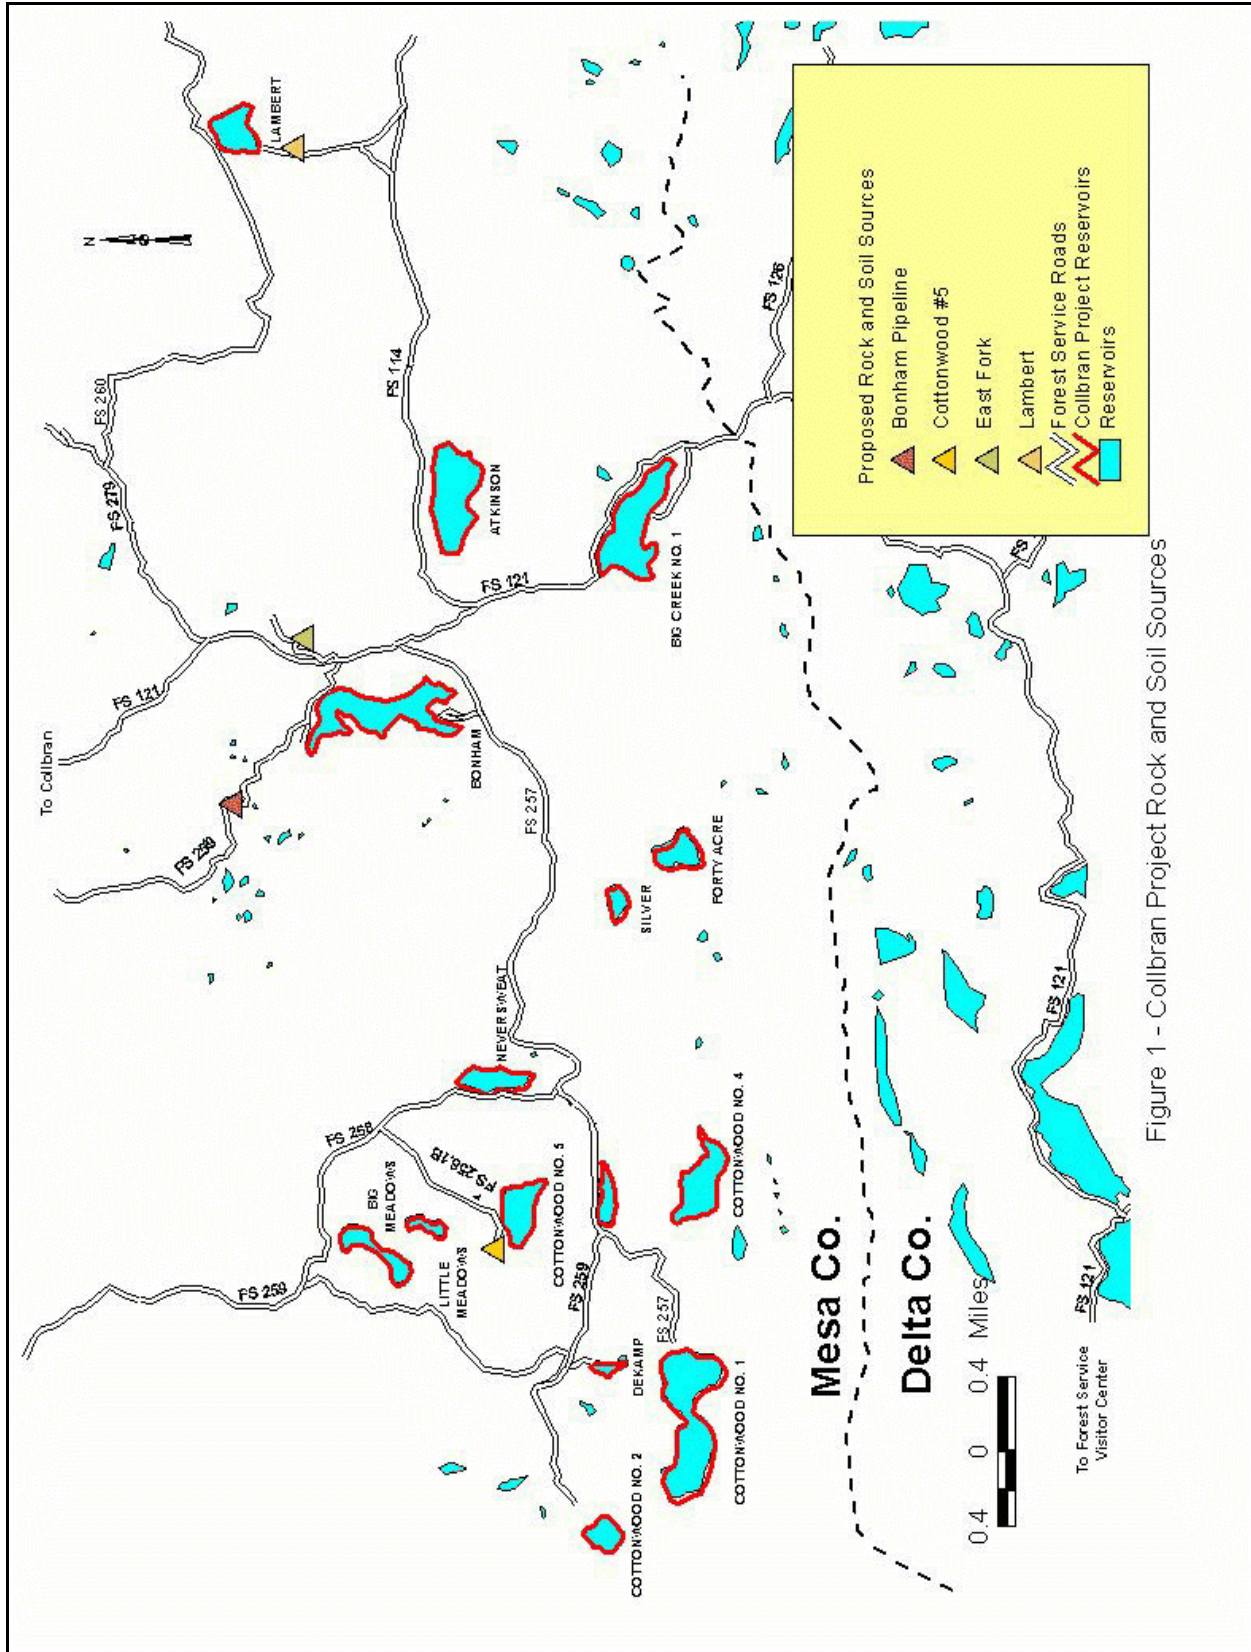 To Collbran
N
FS 260
FS 279
FS 121
FS 250
FS 259
LAMBERT
FS 258
BIG
MEADOWS
FS 114
FS 258.1B
LITTLE
MEADOWS
BONHAM
ATKINSON
FS 121
NEVERSWEAT
FS 257
COTTONWOOD NO. 5
FS 259
DEKAMP
COTTONWOOD NO. 2
SILVER
FS 257
BIG CREEK NO. 1
FORTY ACRE
COTTONWOOD NO. 4
COTTONWOOD NO. 1
FS 126
Mesa Co.
Delta Co.
Proposed Rock and Soil Sources
Bonham Pipeline
Cottonwood #5
East Fork
Lambert
Forest Service Roads
Collbran Project Reservoirs
Reservoirs
0.4 0 0.4 Miles
FS
FS 121
FS 121
To Forest Service
Visitor Center
Figure 1 - Collbran Project Rock and Soil Sources